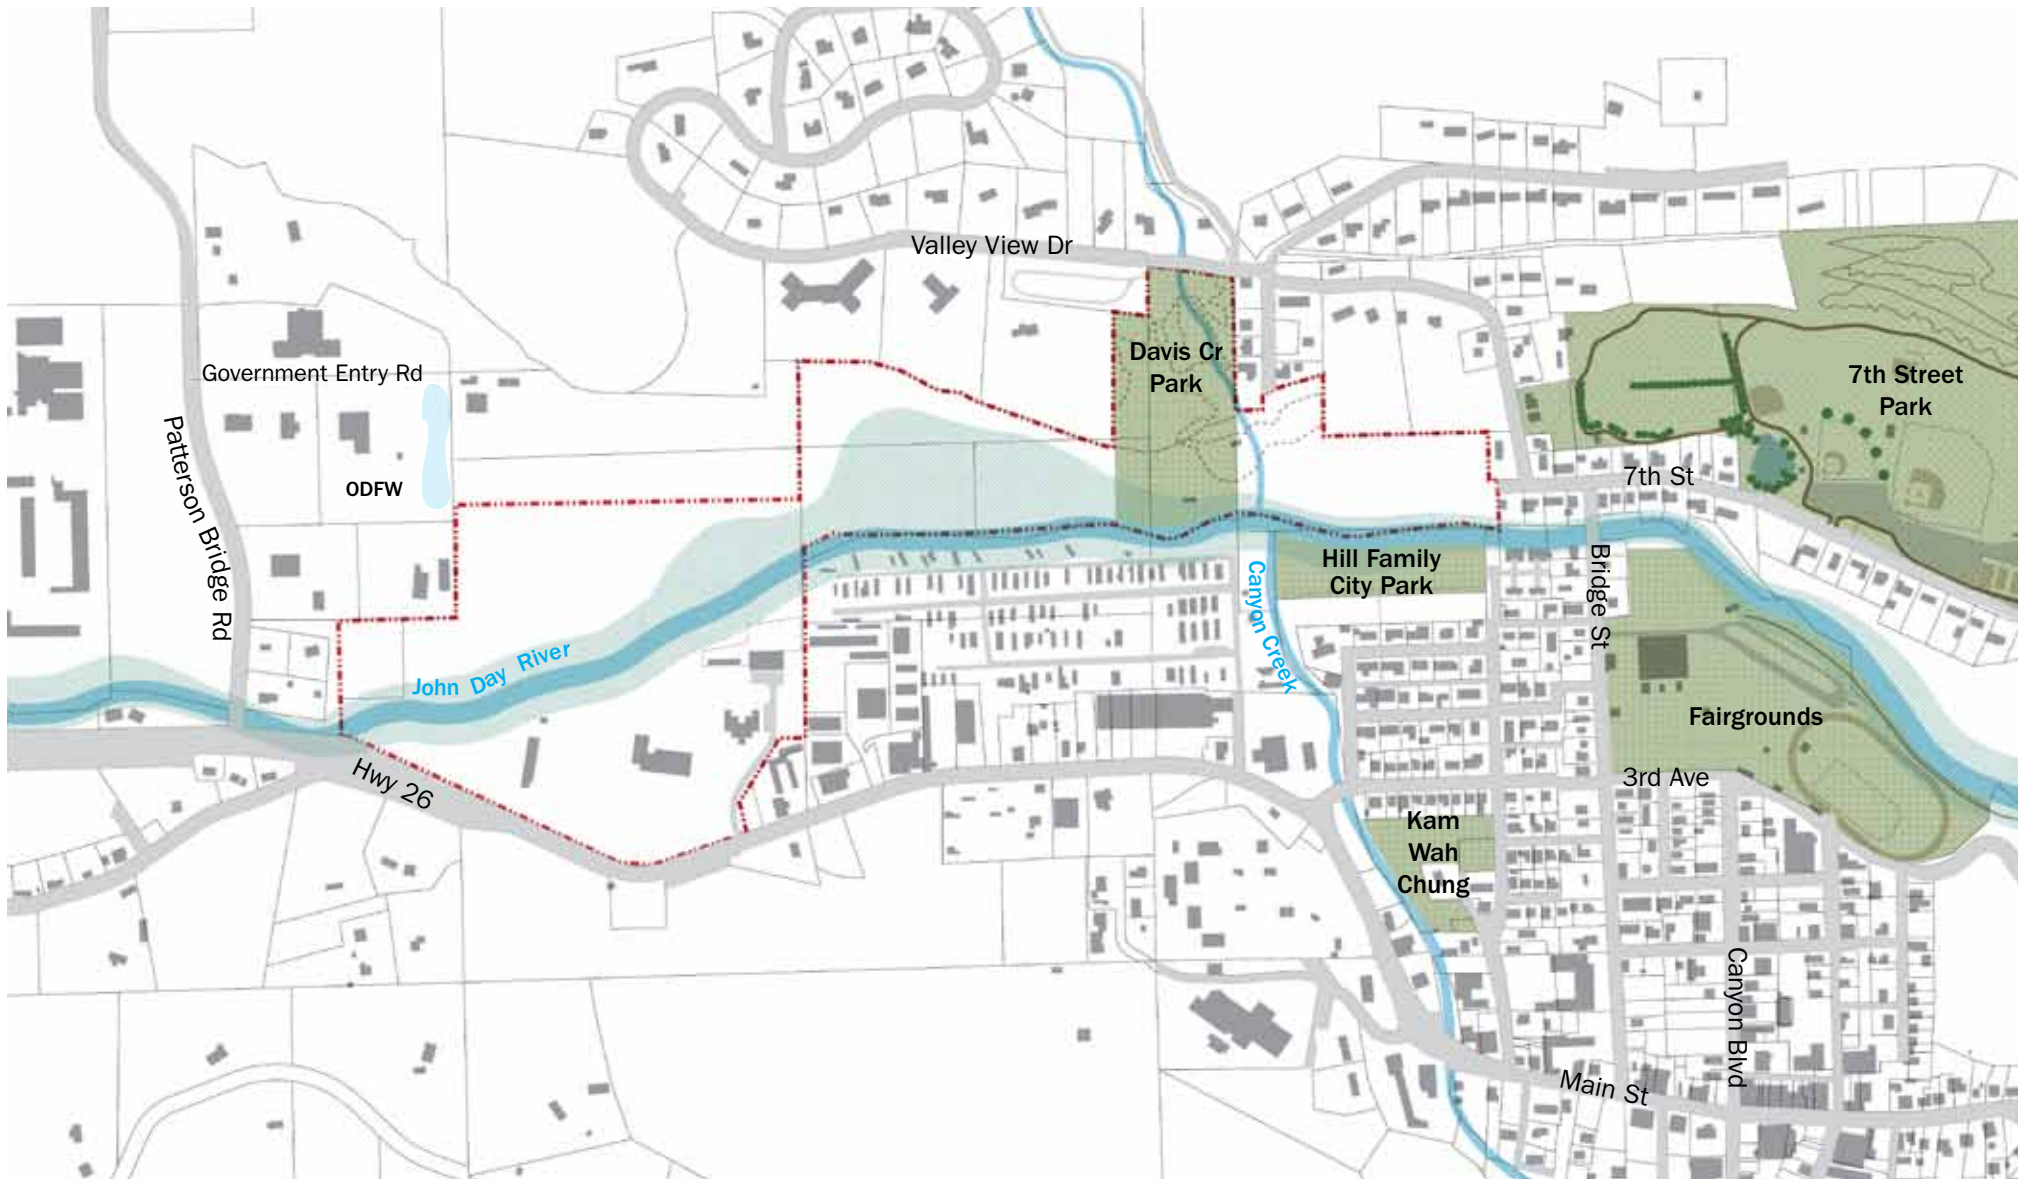 Valley View Dr
Davis Cr
Park
7th Street
Park
Government Entry Rd
Patterson Bridge Rd
ODFW
7th St
Hill Family
City Park
Bridge St
Canyon Creek
John Day River
Fairgrounds
Hwy 26
3rd Ave
Kam
Wah
Chung
Canyon Blvd
Main St